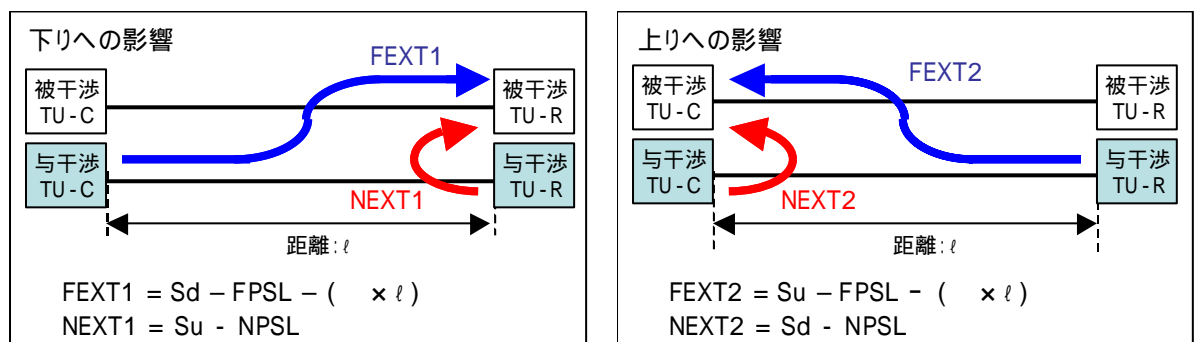 下りへの影響
FEXT1
被干渉
TU-C
被干渉
TU-R
与干渉
TU-C
与干渉
TU-R
NEXT1
距離:ℓ
FEXT1 = Sd – FPSL – (　× ℓ)
NEXT1 = Su - NPSL
上りへの影響
FEXT2
被干渉
TU-C
被干渉
TU-R
与干渉
TU-C
与干渉
TU-R
NEXT2
距離:ℓ
FEXT2 = Su – FPSL - (　× ℓ)
NEXT2 = Sd - NPSL